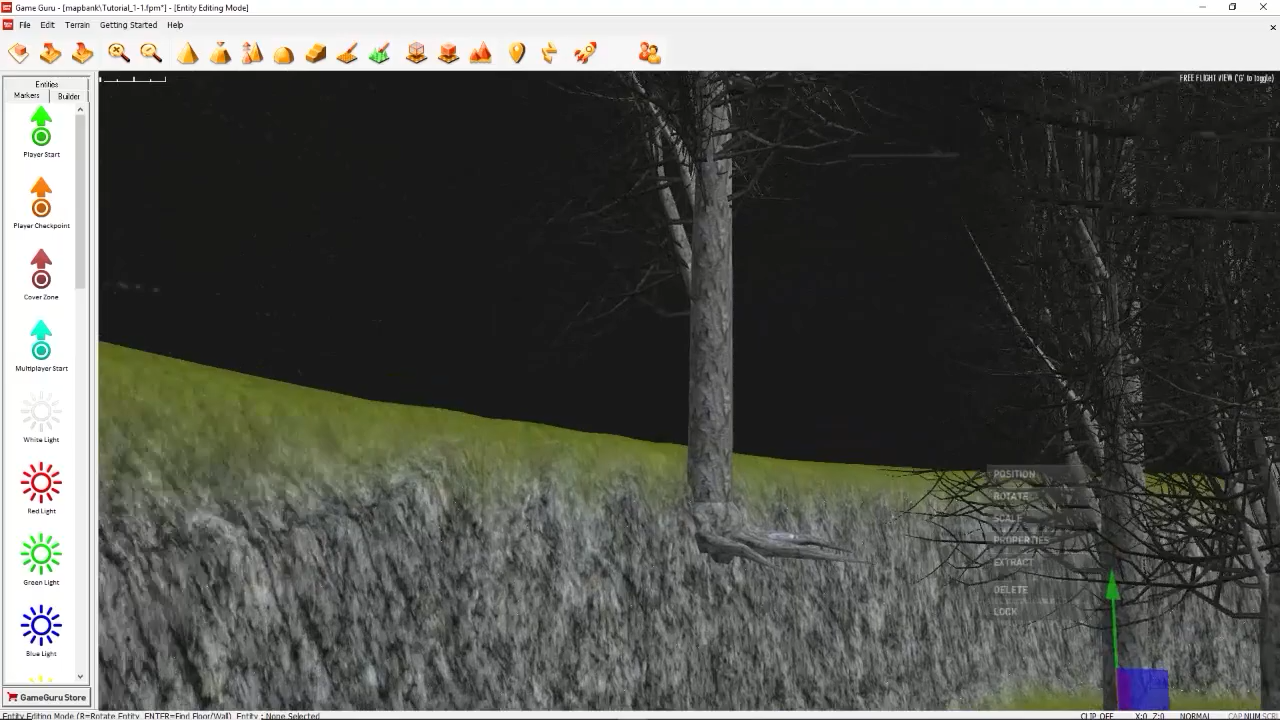 Game Guru - [mapbank\Tutorial_1-1.fpm*] - [Entity Editing Mode]
File Edit Terrain Getting Started Help
Entities
Markers Builder
FREE FLIGHT VIEW ('G' to toggle)
Player Start
Player Checkpoint
Cover Zone
Multiplayer Start
White Light
Red Light
POSITION
ROTATE
SCALE
PROPERTIES
EXTRACT
DELETE
LOCK
Green Light
Blue Light
GameGuru Store
Entity Editing Mode (R=Rotate Entity, ENTER=Find Floor/Wall) Entity : None Selected
CLIP OFF X:0 Z:0 NORMAL CAP NUM SCRL